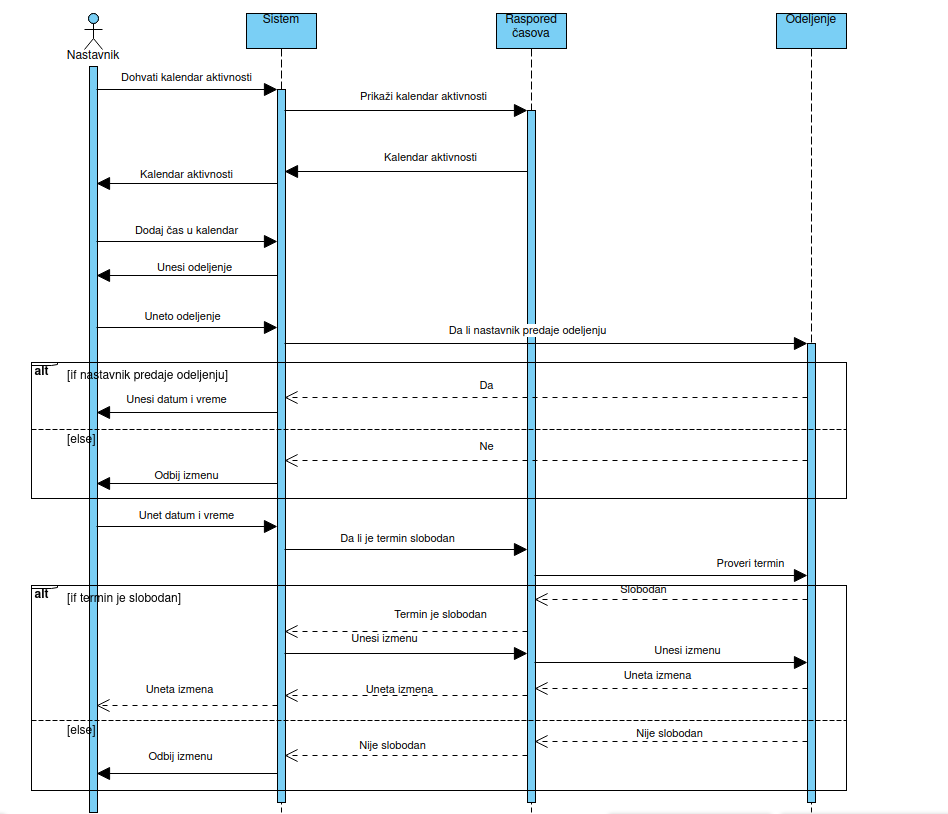 Sistem
Raspored
časova
Odeljenje
Nastavnik
Dohvati kalendar aktivnosti
Prikaži kalendar aktivnosti
Kalendar aktivnosti
Kalendar aktivnosti
Dodaj čas u kalendar
Unesi odeljenje
Uneto odeljenje
Da li nastavnik predaje odeljenju
alt
[if nastavnik predaje odeljenju]
Da
Unesi datum i vreme
[else]
Ne
Odbij izmenu
Unet datum i vreme
Da li je termin slobodan
Proveri termin
alt
[if termin je slobodan]
Slobodan
Termin je slobodan
Unesi izmenu
Unesi izmenu
Uneta izmena
Uneta izmena
Uneta izmena
[else]
Nije slobodan
Nije slobodan
Odbij izmenu